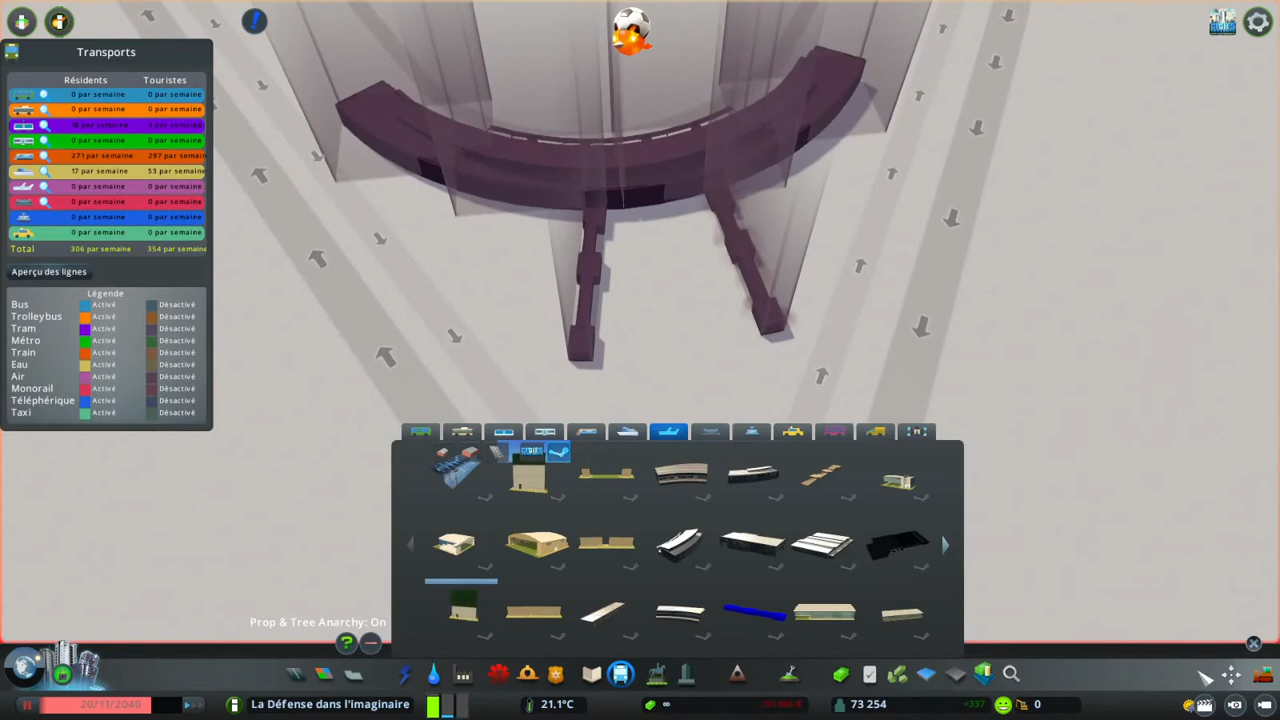 Transports
Résidents Touristes
0 par semaine 0 par semaine
0 par semaine 0 par semaine
0 par semaine 0 par semaine
271 par semaine 297 par semaine
17 par semaine 53 par semaine
0 par semaine 0 par semaine
0 par semaine 0 par semaine
0 par semaine 0 par semaine
0 par semaine 0 par semaine
Total 306 par semaine 354 par semaine
Aperçu des lignes
Légende
Bus Activé Désactivé
Trolleybus Activé Désactivé
Tram Activé Désactivé
Métro Activé Désactivé
Train Activé Désactivé
Eau Activé Désactivé
Air Activé Désactivé
Monorail Activé Désactivé
Téléphérique Activé Désactivé
Taxi Activé Désactivé
Prop & Tree Anarchy: On
20/11/2040 La Défense dans l'imaginaire 21.1°C ∞ 73 254 +337 0